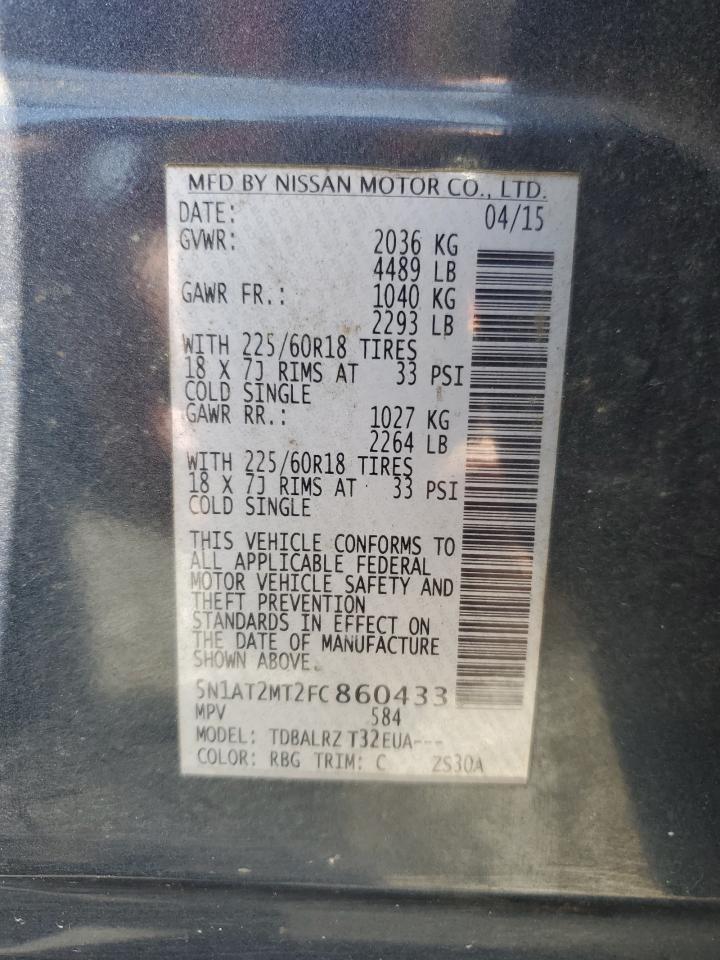 MFD BY NISSAN MOTOR CO., LTD.
DATE: 04/15
GVWR: 2036 KG
4489 LB
GAWR FR.: 1040 KG
2293 LB
WITH 225/60R18 TIRES
18 X 7J RIMS AT 33 PSI
COLD SINGLE
GAWR RR.: 1027 KG
2264 LB
WITH 225/60R18 TIRES
18 X 7J RIMS AT 33 PSI
COLD SINGLE
THIS VEHICLE CONFORMS TO
ALL APPLICABLE FEDERAL
MOTOR VEHICLE SAFETY AND
THEFT PREVENTION
STANDARDS IN EFFECT ON
THE DATE OF MANUFACTURE
SHOWN ABOVE.
5N1AT2MT2FC860433
MPV 584
MODEL: TDBALRZ T32EUA---
COLOR: RBG TRIM: C ZS30A